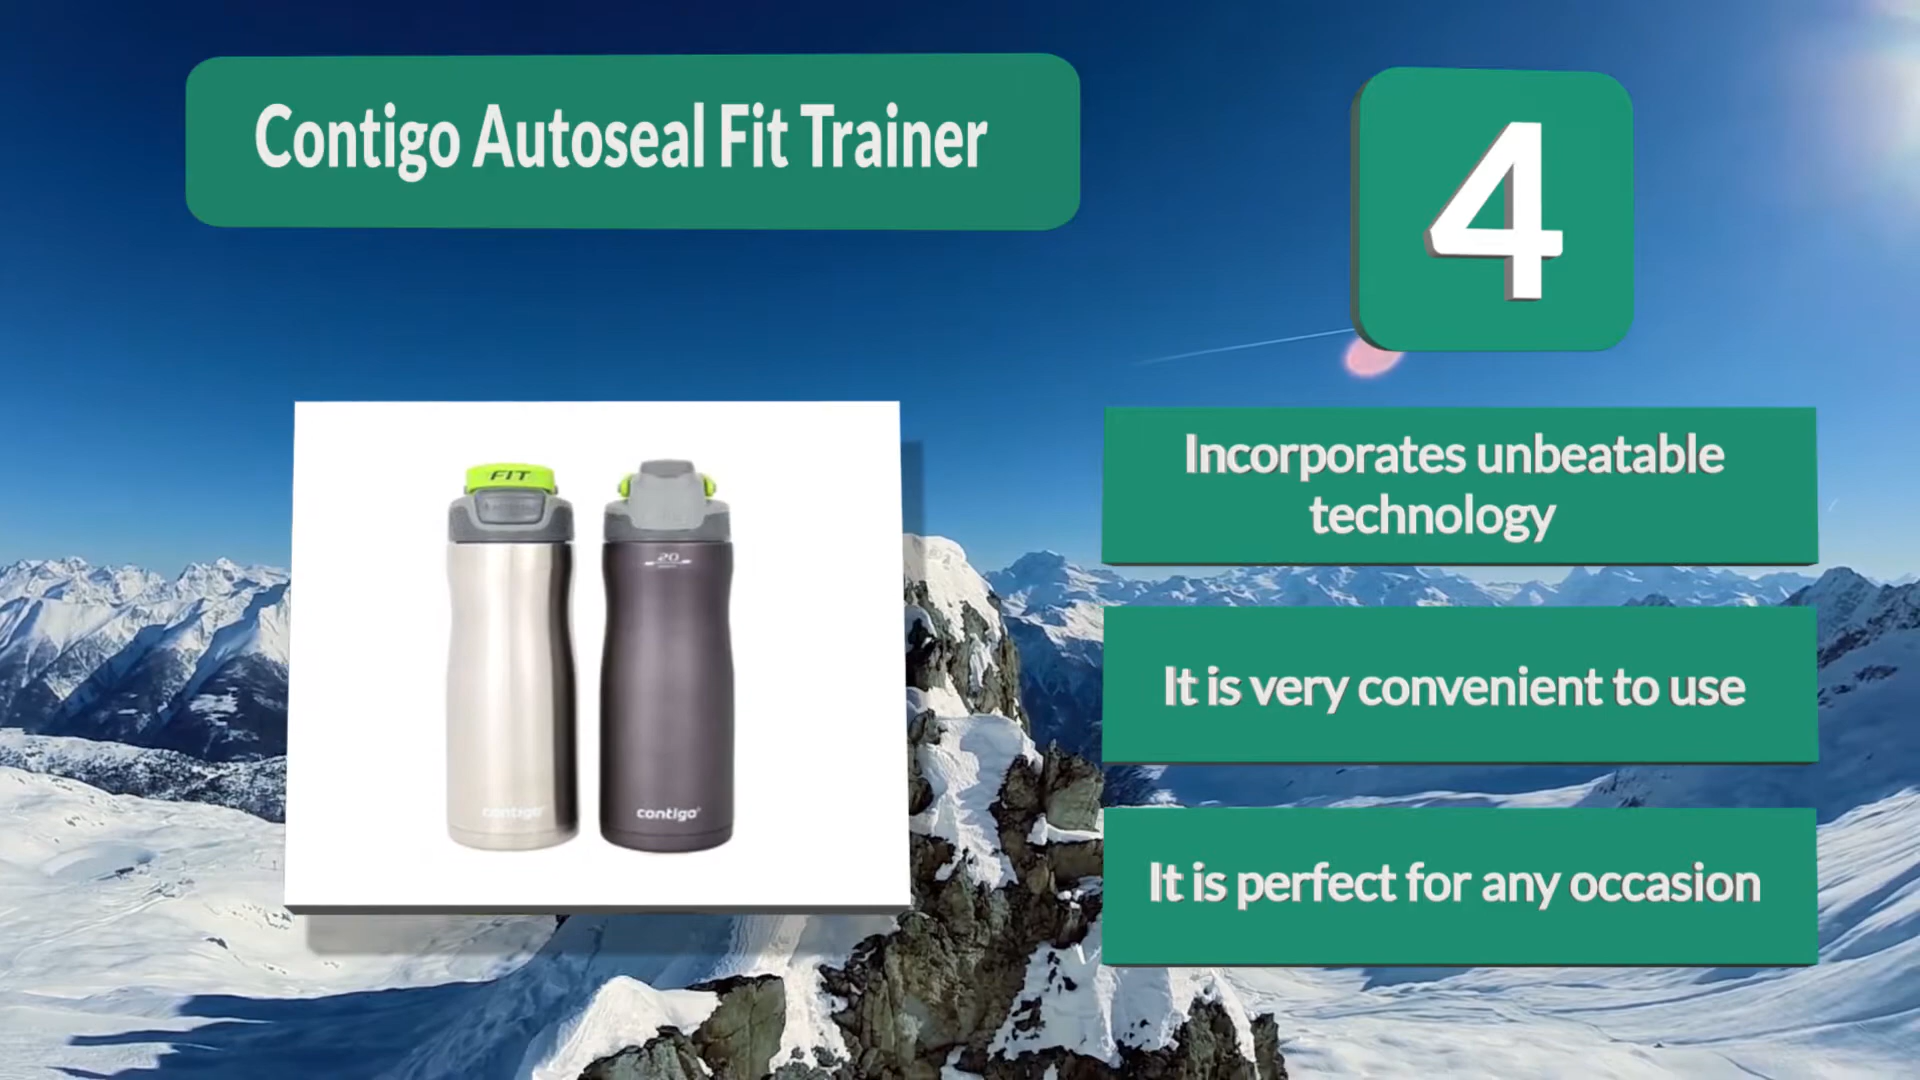 Contigo Autoseal Fit Trainer
4
FIT
20
contigo
contigo
Incorporates unbeatable
technology
It is very convenient to use
It is perfect for any occasion